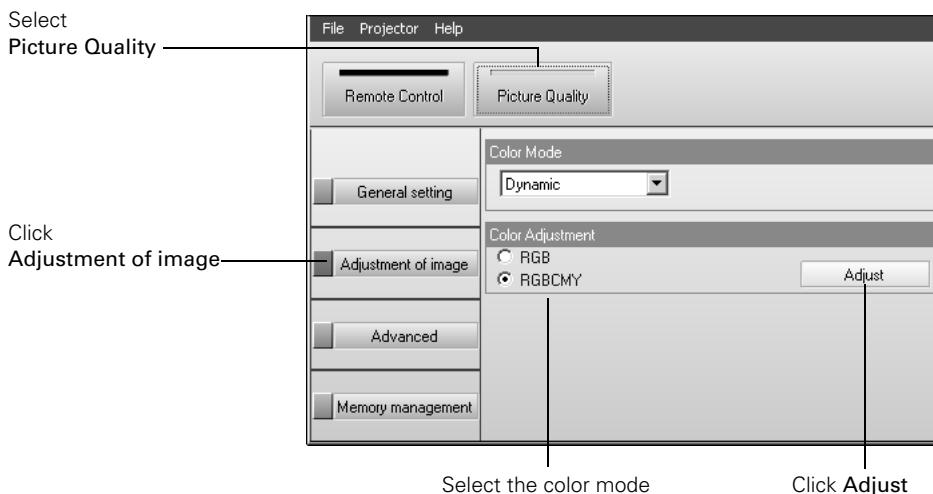 Select
Picture Quality
File Projector Help
Remote Control Picture Quality
Color Mode
Dynamic
General setting
Click
Adjustment of image
Color Adjustment
RGB
RGBCMY
Adjust
Adjustment of image
Advanced
Memory management
Select the color mode Click Adjust